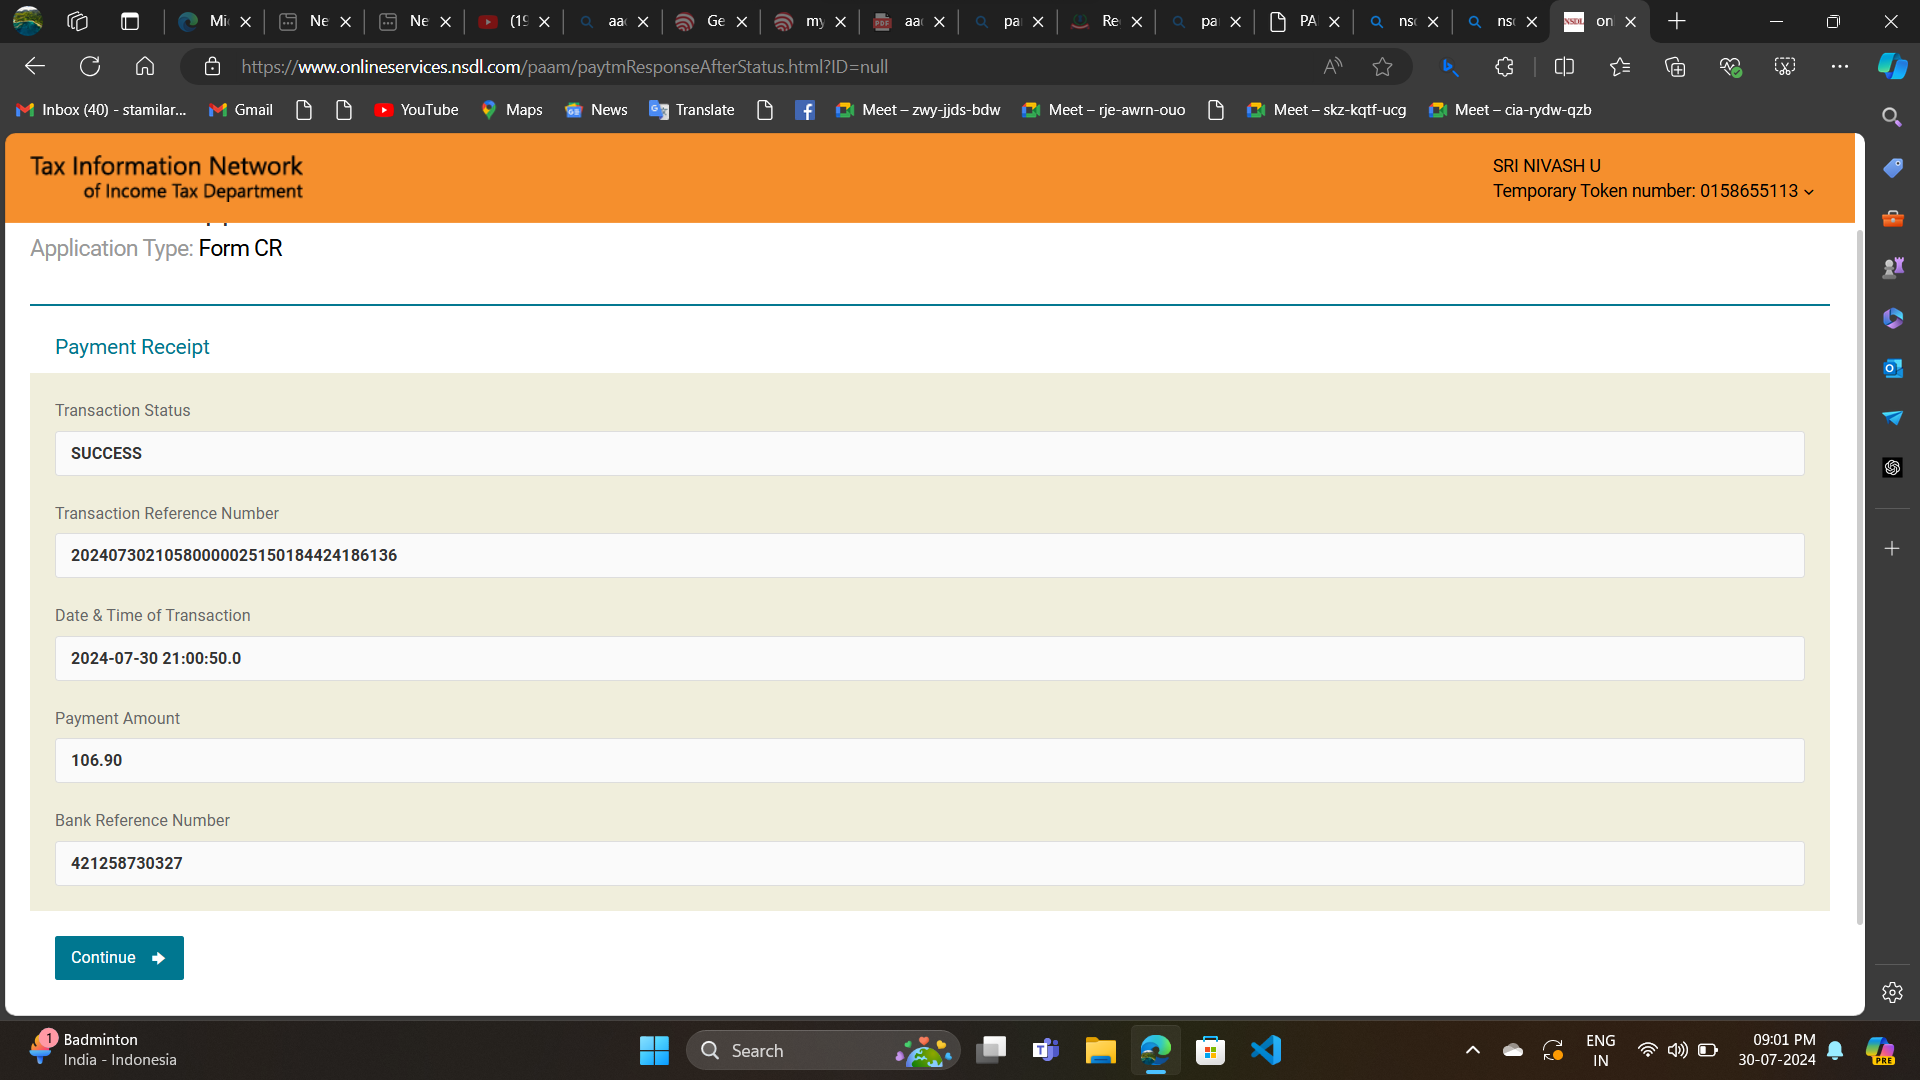 Mi
Ne
Ne
(19
aa
Ge
my
aa
pa
Re
pa
PA
ns
ns
NSDL
on
https://www.onlineservices.nsdl.com/paam/paytmResponseAfterStatus.html?ID=null
Inbox (40) - stamilar...
Gmail
YouTube
Maps
News
Translate
Meet – zwy-jjds-bdw
Meet – rje-awrn-ouo
Meet – skz-kqtf-ucg
Meet – cia-rydw-qzb
Tax Information Network
of Income Tax Department
SRI NIVASH U
Temporary Token number: 0158655113
Application Type: Form CR
Payment Receipt
Transaction Status
SUCCESS
Transaction Reference Number
20240730210580000025150184424186136
Date & Time of Transaction
2024-07-30 21:00:50.0
Payment Amount
106.90
Bank Reference Number
421258730327
Continue
1
Badminton
India - Indonesia
Search
ENG
IN
09:01 PM
30-07-2024
PRE